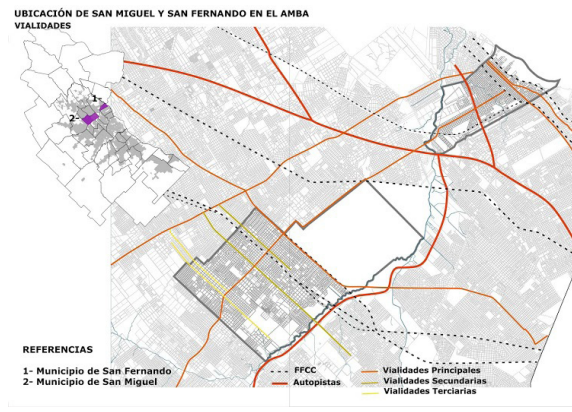 UBICACIÓN DE SAN MIGUEL Y SAN FERNANDO EN EL AMBA
VIALIDADES
1-
2-
REFERENCIAS
1- Municipio de San Fernando
2- Municipio de San Miguel
FFCC
Autopistas
Vialidades Principales
Vialidades Secundarias
Vialidades Terciarias